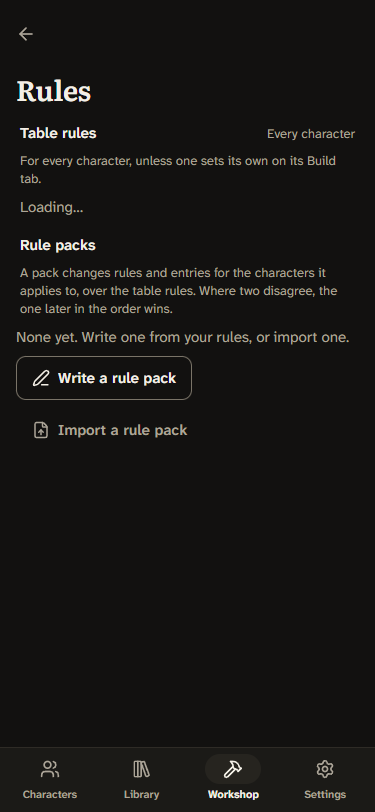 Rules
Table rules
Every character
For every character, unless one sets its own on its Build
tab.
Loading...
Rule packs
A pack changes rules and entries for the characters it
applies to, over the table rules. Where two disagree, the
one later in the order wins.
None yet. Write one from your rules, or import one.
Write a rule pack
Import a rule pack
Characters
Library
Workshop
Settings